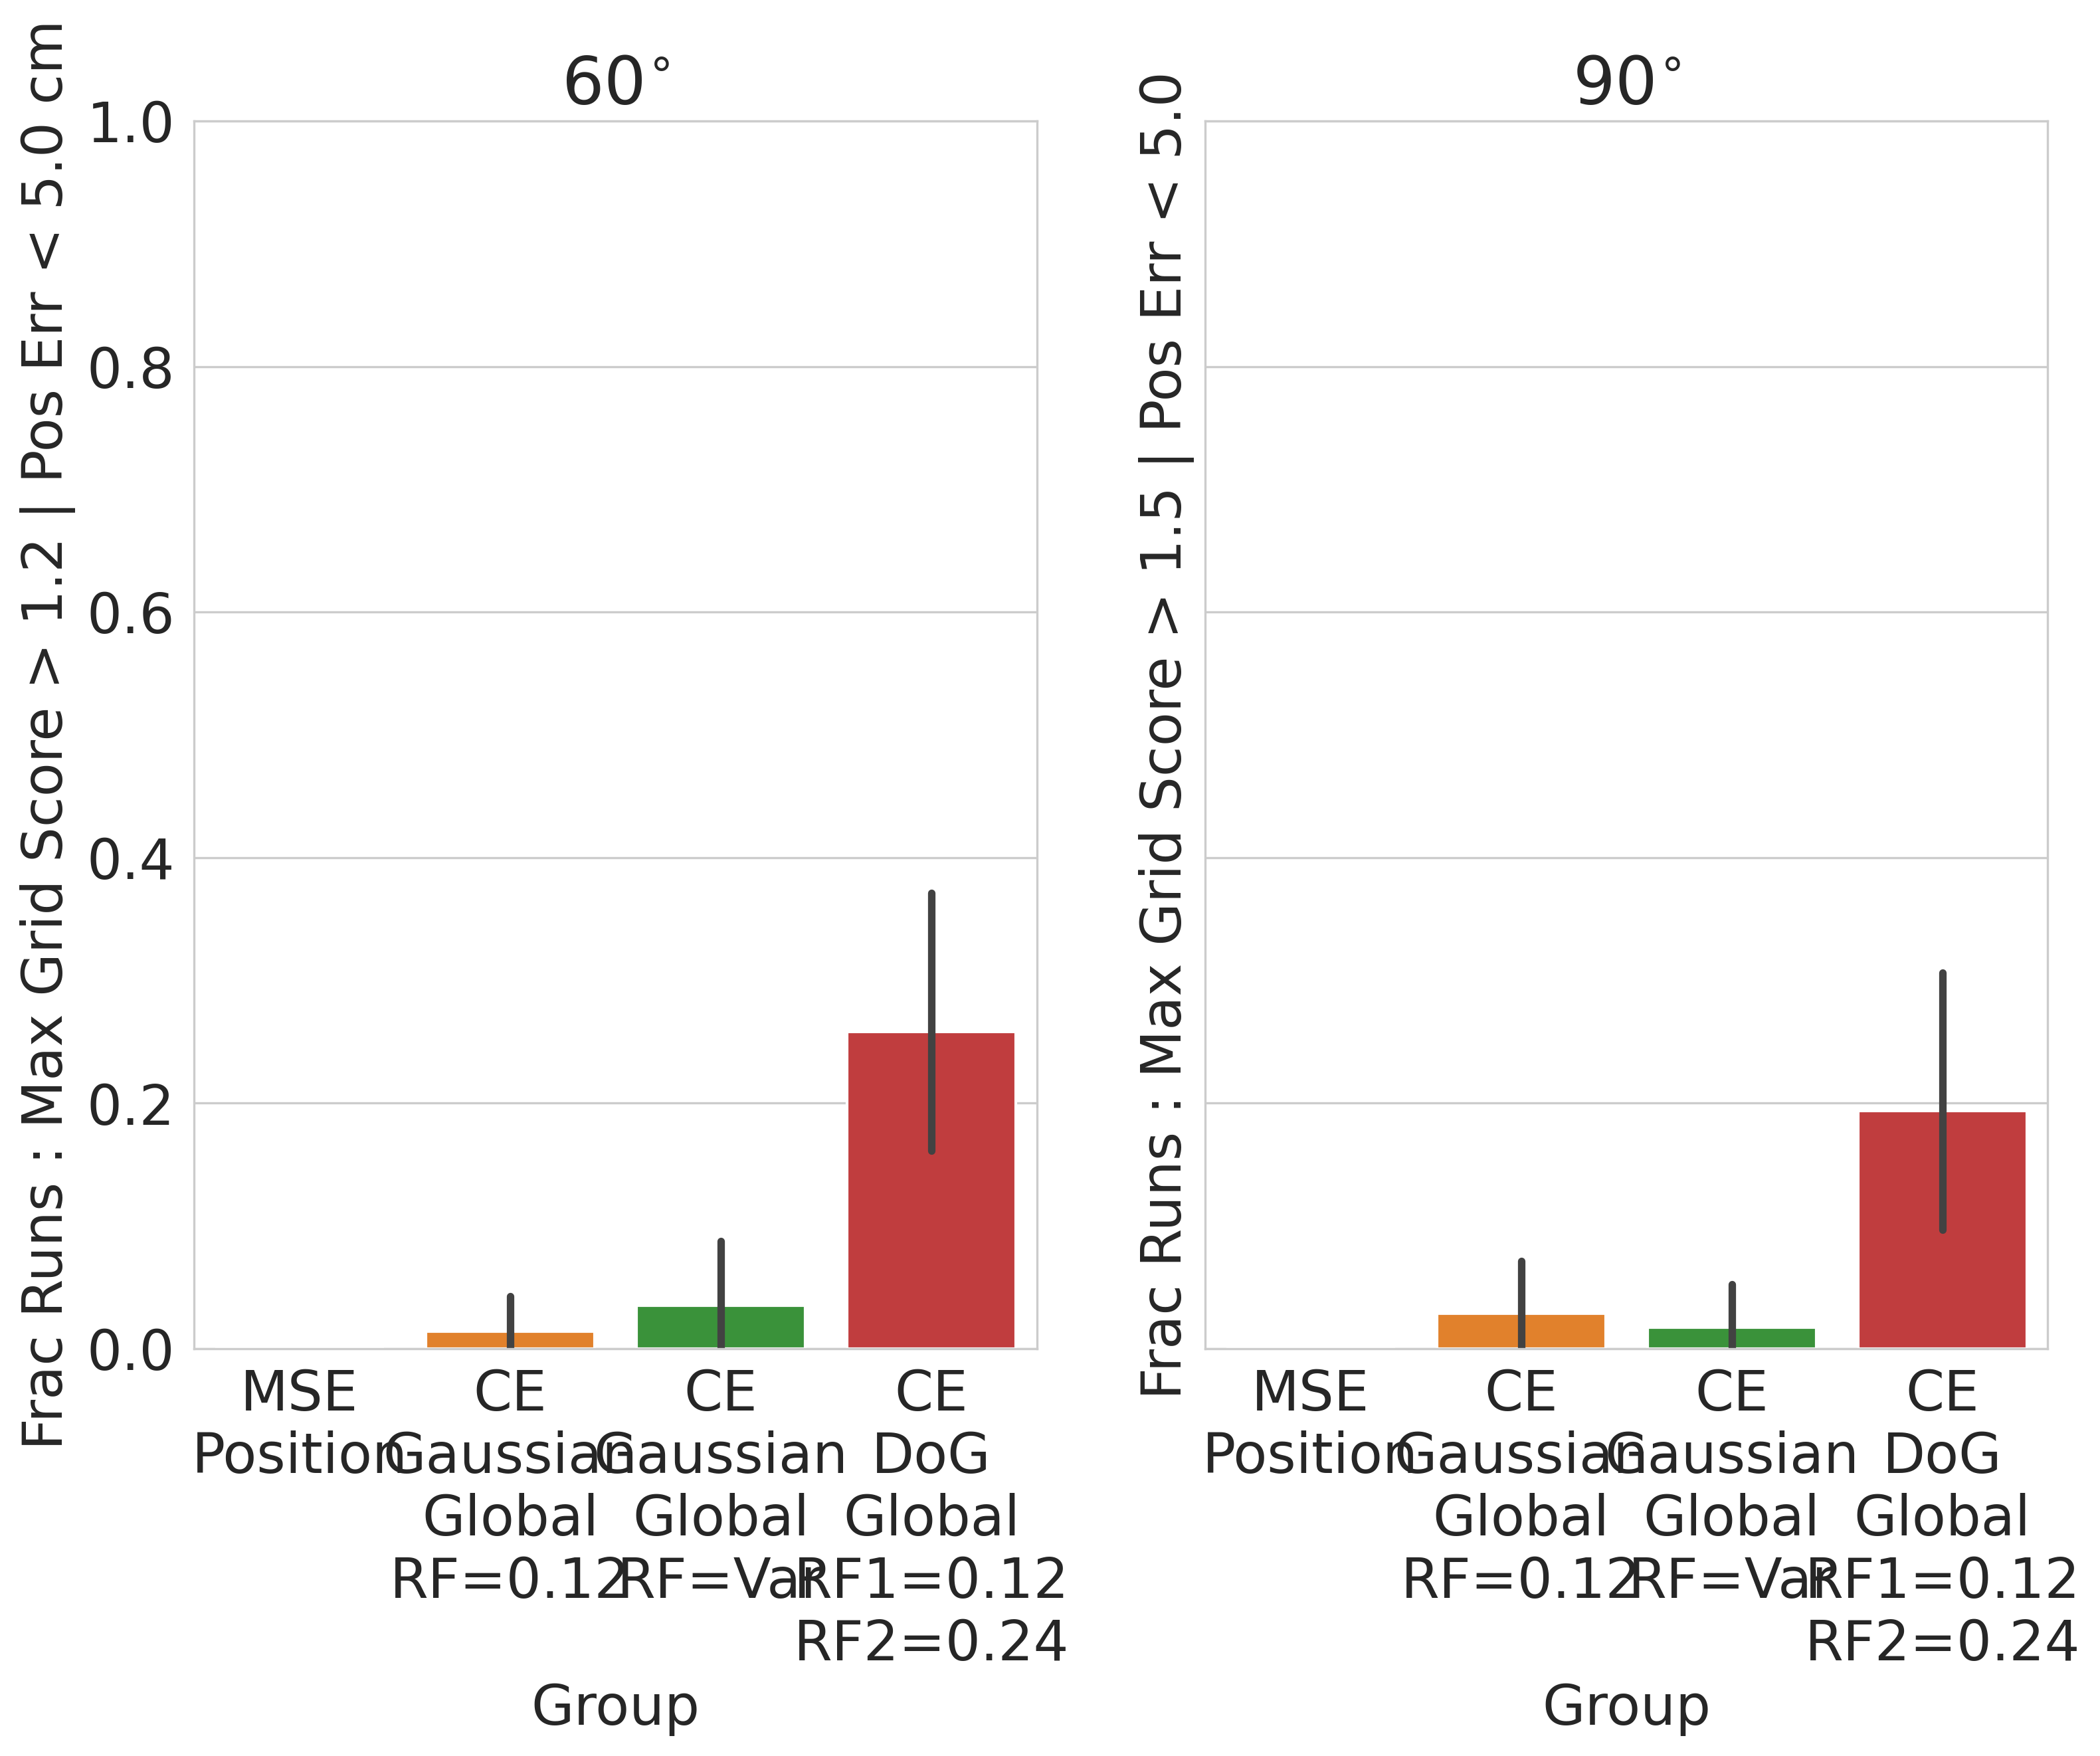 60°
Frac Runs : Max Grid Score > 1.2 | Pos Err < 5.0 cm
1.0
0.8
0.6
0.4
0.2
0.0
MSE
Position
CE
Gaussian
Global
RF=0.12
CE
Gaussian
Global
RF=Var
CE
DoG
Global
RF1=0.12
RF2=0.24
Group
90°
Frac Runs : Max Grid Score > 1.5 | Pos Err < 5.0
MSE
Position
CE
Gaussian
Global
RF=0.12
CE
Gaussian
Global
RF=Var
CE
DoG
Global
RF1=0.12
RF2=0.24
Group